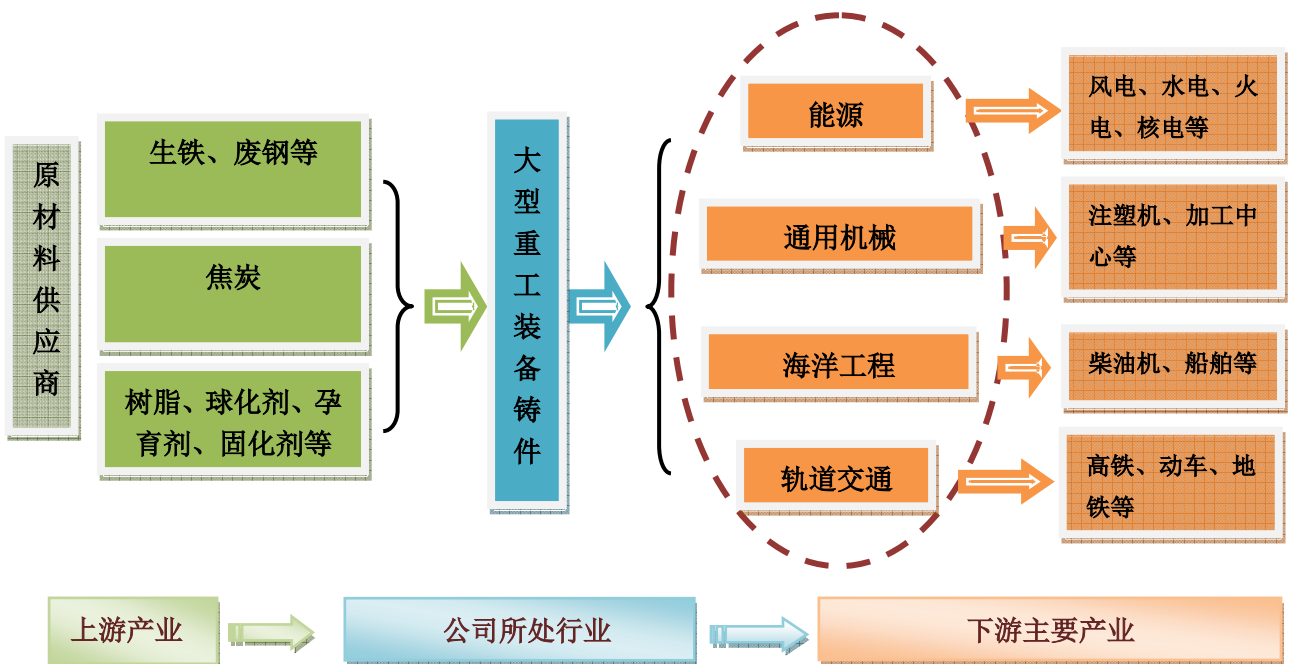 原材料供应商
生铁、废钢等
焦炭
树脂、球化剂、孕
育剂、固化剂等
大型重工装备铸件
能源
风电、水电、火
电、核电等
通用机械
注塑机、加工中
心等
海洋工程
柴油机、船舶等
轨道交通
高铁、动车、地
铁等
上游产业
公司所处行业
下游主要产业